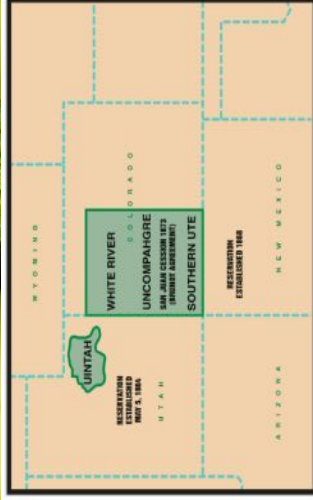 WYOMING
UINTAH
WHITE RIVER
COLORADO
RESERVATION
ESTABLISHED
MAY 5, 1864
UTAH
UNCOMPAHGRE
SAN JUAN CESSION 1873
(BRUNOT AGREEMENT)
SOUTHERN UTE
RESERVATION
ESTABLISHED 1868
ARIZONA
NEW MEXICO